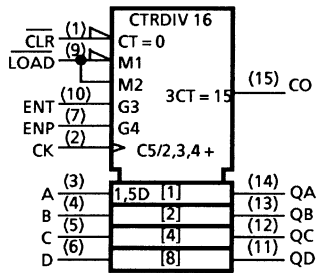 CTRDIV 16
CLR (1) CT = 0
LOAD (9) M1
M2
ENT (10) G3 3CT = 15 (15) CO
ENP (7) G4
CK (2) C5/2,3,4 +
A (3) 1,5D [1] (14) QA
B (4) [2] (13) QB
C (5) [4] (12) QC
D (6) [8] (11) QD